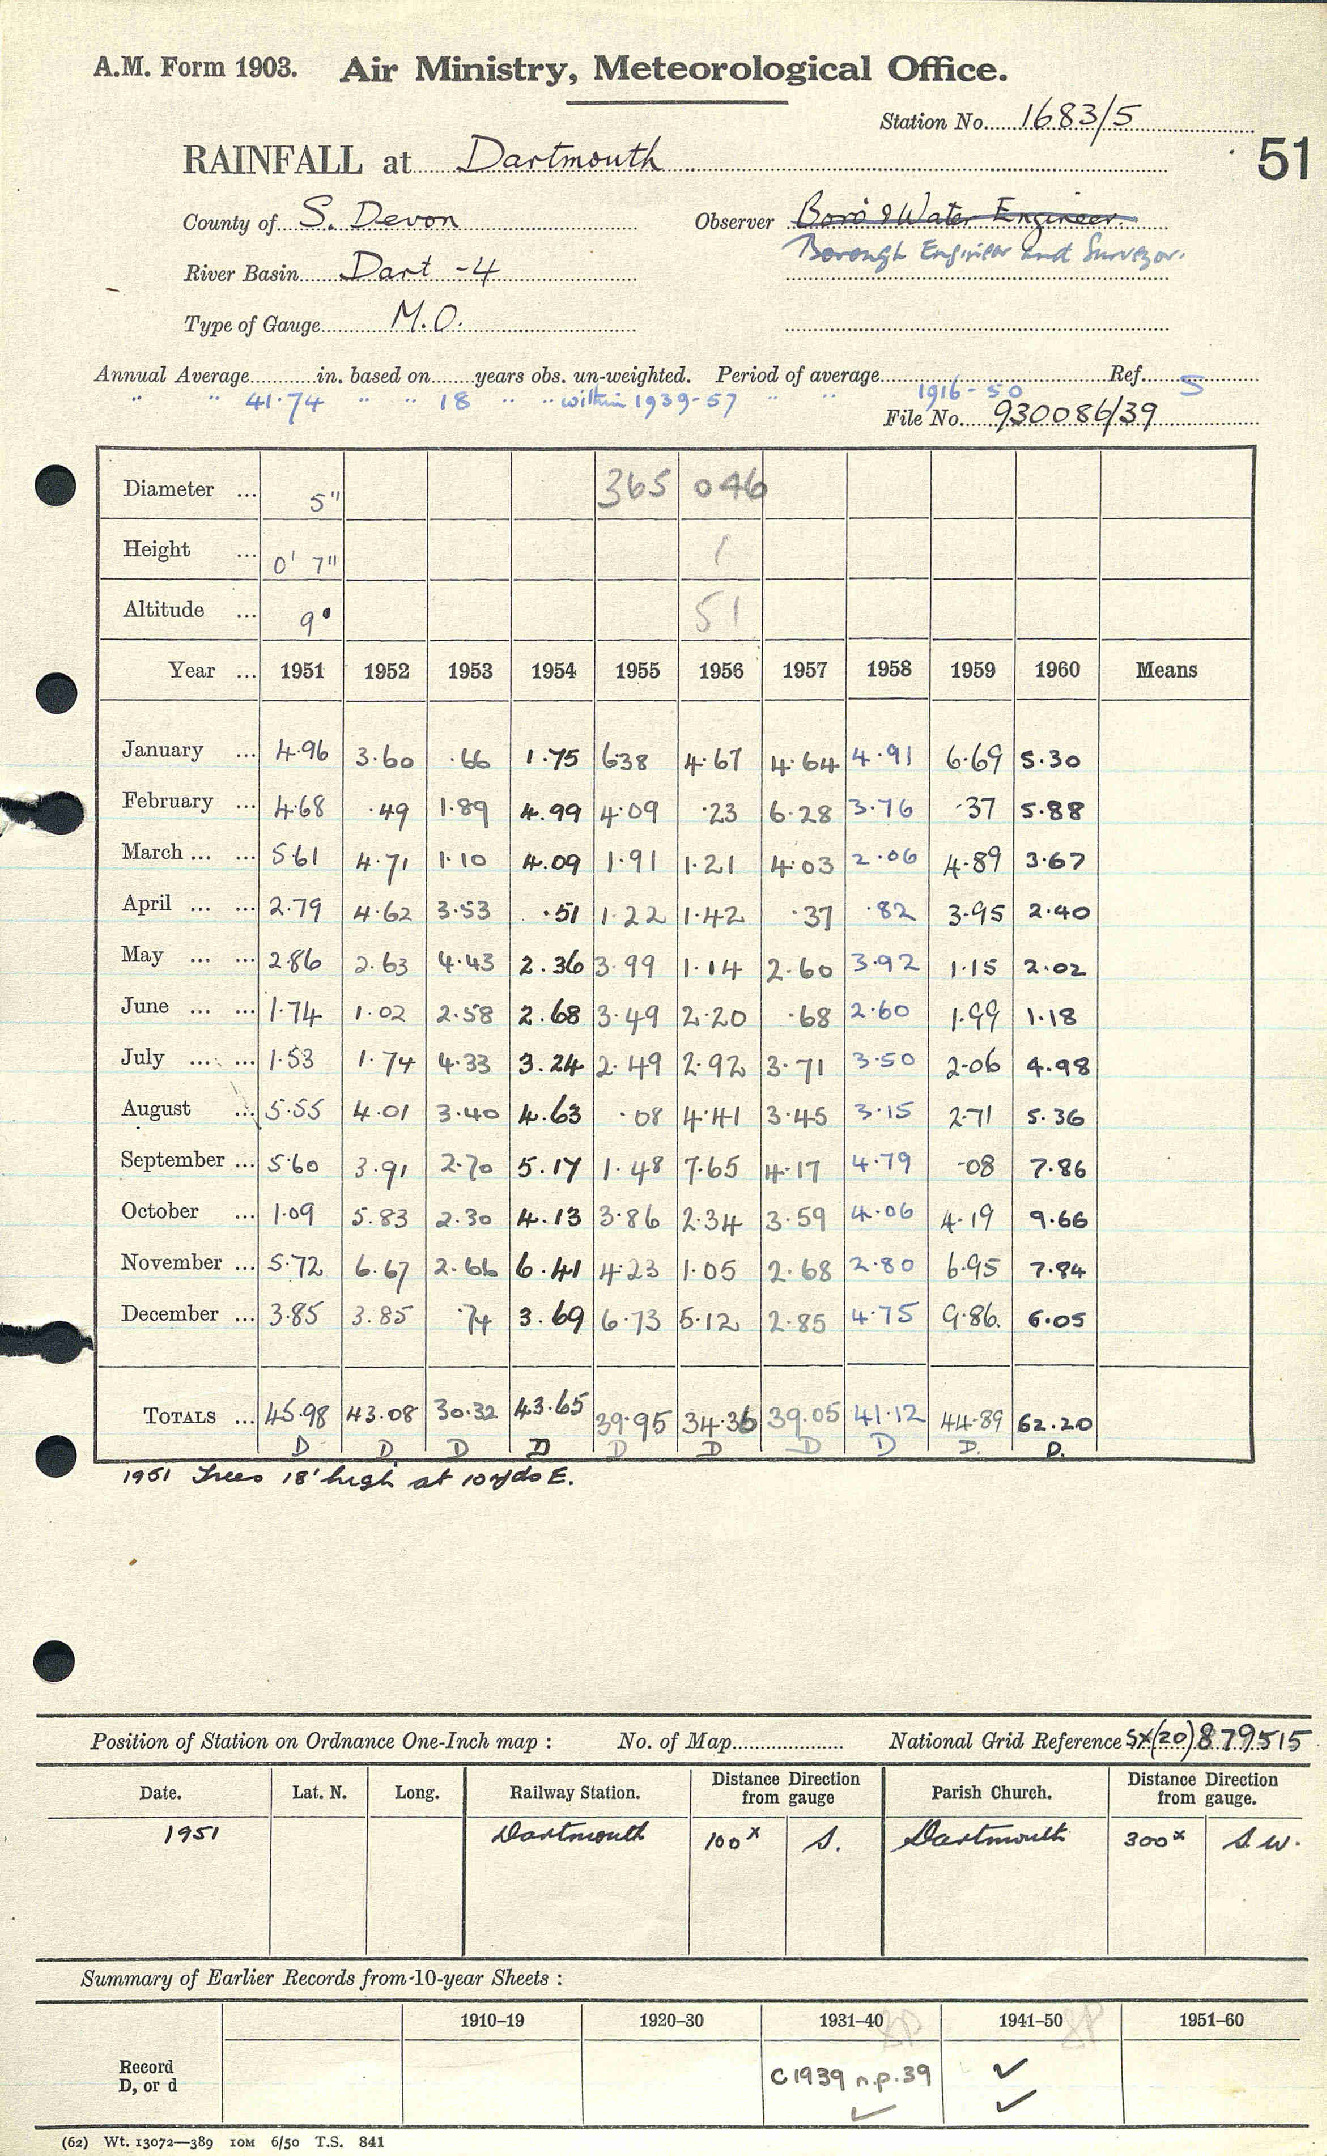 A.M. Form 1903. Air Ministry, Meteorological Office.
Station No. 1683/5
51
RAINFALL at Dartmouth
County of S. Devon Observer Boro' & Water Engineer.
Borough Engineer and Surveyor.
River Basin Dart -4
Type of Gauge M.O.
Annual Average in. based on years obs. un-weighted. Period of average 1916-50 Ref. 5
" " 41.74 " " 18 " " within 1939-57 " "
File No. 930086/39
Diameter ... 5" 365 046
Height ... 0' 7" 1
Altitude ... 9' 51
Year ... 1951 1952 1953 1954 1955 1956 1957 1958 1959 1960 Means
January ... 4.96 3.60 .66 1.75 6.38 4.67 4.64 4.91 6.69 5.30
February ... 4.68 .49 1.89 4.99 4.09 .23 6.28 3.76 .37 5.88
March ... ... 5.61 4.71 1.10 4.09 1.91 1.21 4.03 2.06 4.89 3.67
April ... ... 2.79 4.62 3.53 .51 1.22 1.42 .37 .82 3.95 2.40
May ... ... 2.86 2.63 4.43 2.36 3.99 1.14 2.60 3.92 1.15 2.02
June ... ... 1.74 1.02 2.58 2.68 3.49 2.20 .68 2.60 1.99 1.18
July ... ... 1.53 1.74 4.33 3.24 2.49 2.92 3.71 3.50 2.06 4.98
August ... 5.55 4.01 3.40 4.63 .08 4.41 3.45 3.15 2.71 5.36
September ... 5.60 3.91 2.70 5.17 1.48 7.65 4.17 4.79 .08 7.86
October ... 1.09 5.83 2.30 4.13 3.86 2.34 3.59 4.06 4.19 9.66
November ... 5.72 6.67 2.66 6.41 4.23 1.05 2.68 2.80 6.95 7.84
December ... 3.85 3.85 .74 3.69 6.73 5.12 2.85 4.75 9.86. 6.05
TOTALS ... 45.98 43.08 30.32 43.65 39.95 34.36 39.05 41.12 44.89 62.20
D D D D D D D D D. D.
1951 Trees 18' high at 10 yds E.
Position of Station on Ordnance One-Inch map : No. of Map National Grid Reference SX(20)879515
Date. Lat. N. Long. Railway Station. Distance from gauge Direction Parish Church. Distance from gauge. Direction
1951 Dartmouth 100x S. Dartmouth 300x S.W.
Summary of Earlier Records from 10-year Sheets :
1910–19 1920–30 1931–40 1941–50 1951–60
Record D, or d C1939 n.p.39 ✓ ✓
✓
(62) Wt. 13072—389 10M 6/50 T.S. 841